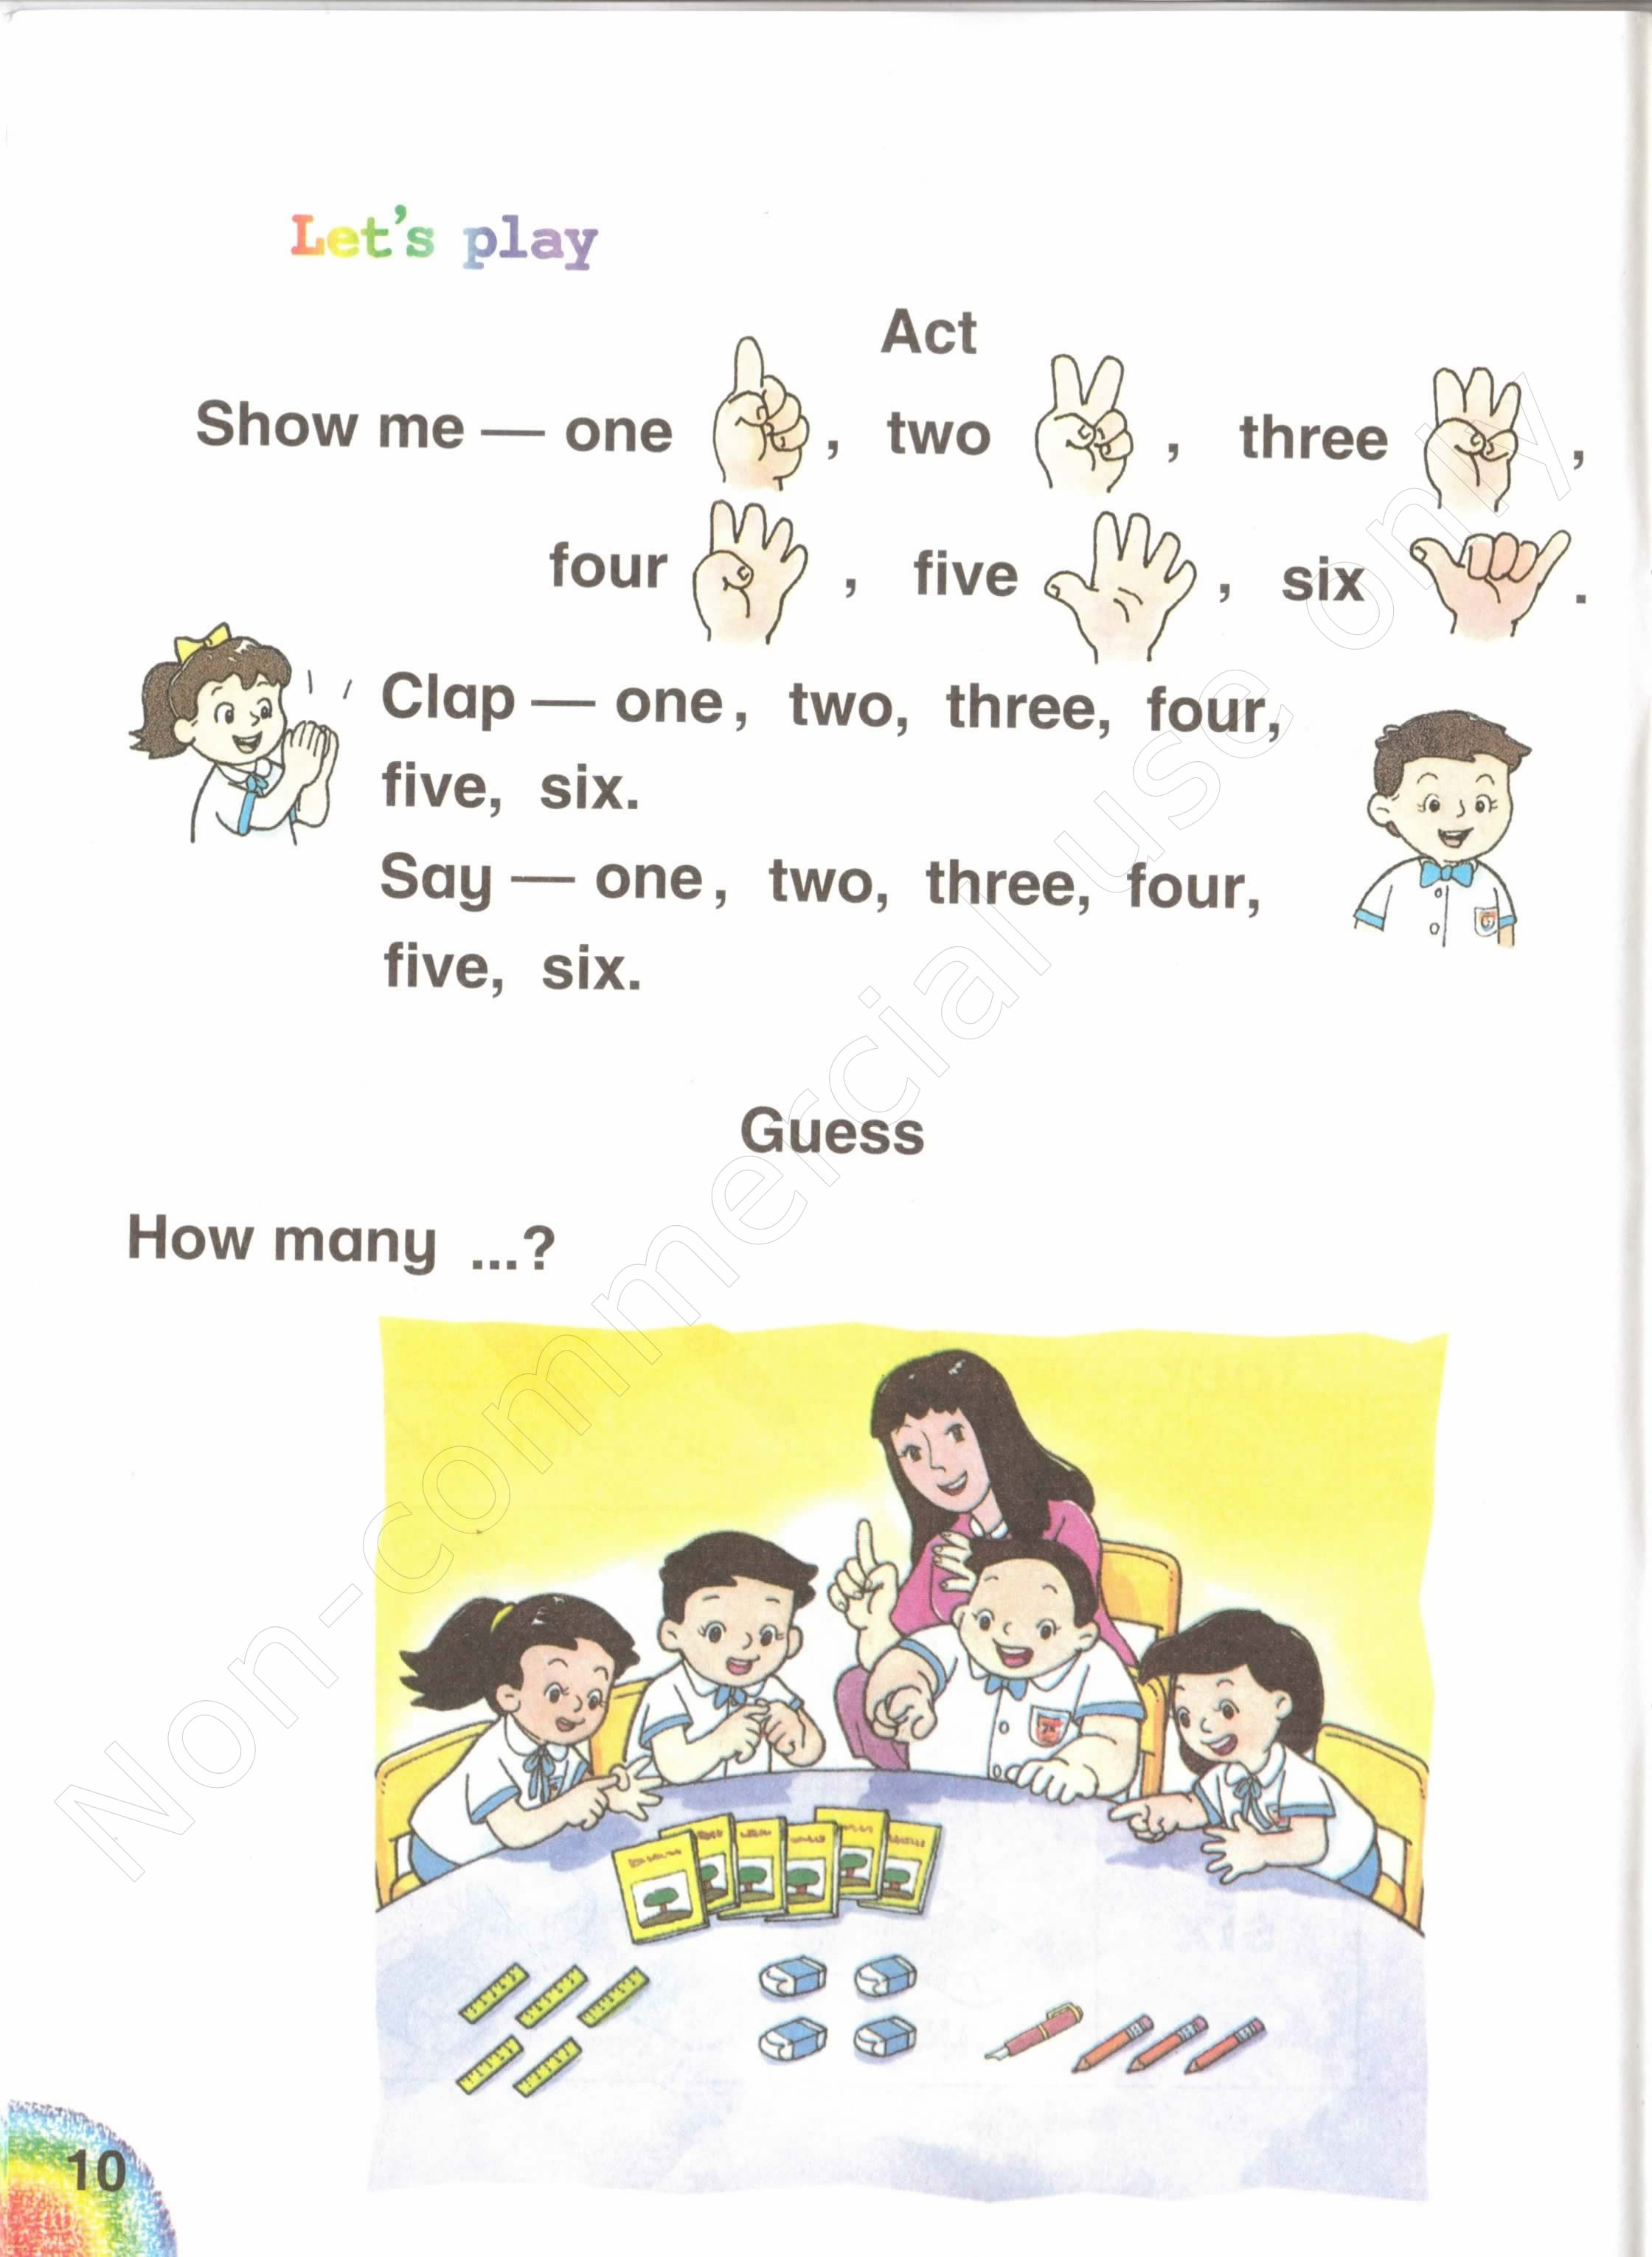 Let's play
Act
Show me — one , two , three ,
four , five , six .
Clap — one, two, three, four,
five, six.
Say — one, two, three, four,
five, six.
Guess
How many ...?
10
Non-commercial use only